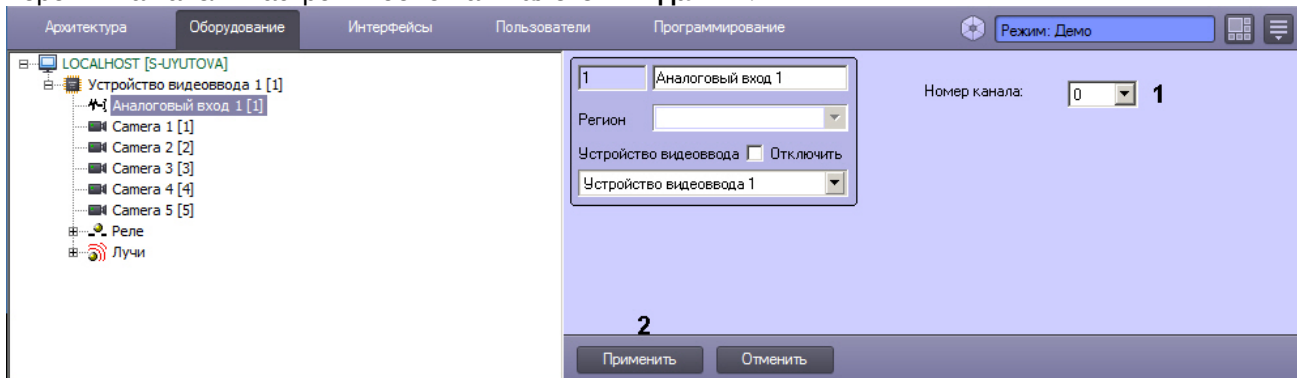 Архитектура Оборудование Интерфейсы Пользователи Программирование Режим: Демо
LOCALHOST [S-UYUTOVA]
Устройство видеоввода 1 [1]
Аналоговый вход 1 [1]
Camera 1 [1]
Camera 2 [2]
Camera 3 [3]
Camera 4 [4]
Camera 5 [5]
Реле
Лучи
1 Аналоговый вход 1
Регион
Устройство видеоввода Отключить
Устройство видеоввода 1
Номер канала: 0 1
2
Применить Отменить